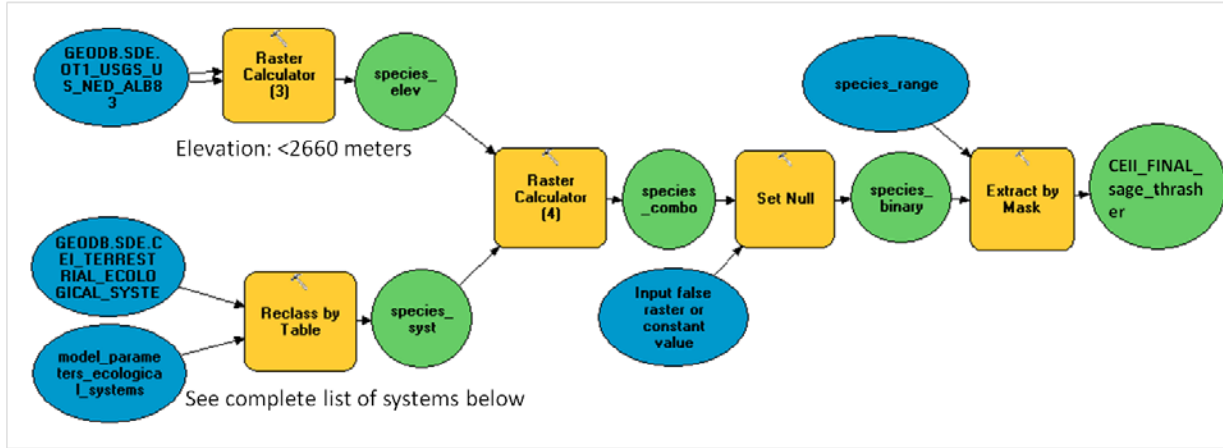 GEODB.SDE.
OT1_USGS_U
S_NED_ALB8
3
Raster
Calculator
(3)
species_
elev
Elevation: <2660 meters
GEODB.SDE.C
EI_TERREST
RIAL_ECOLO
GICAL_SYSTE
model_parame
ters_ecologica
l_systems
Reclass by
Table
species_
syst
See complete list of systems below
Raster
Calculator
(4)
species
_combo
Input false
raster or
constant
value
Set Null
species_
binary
species_range
Extract by
Mask
CEII_FINAL_
sage_thrash
er